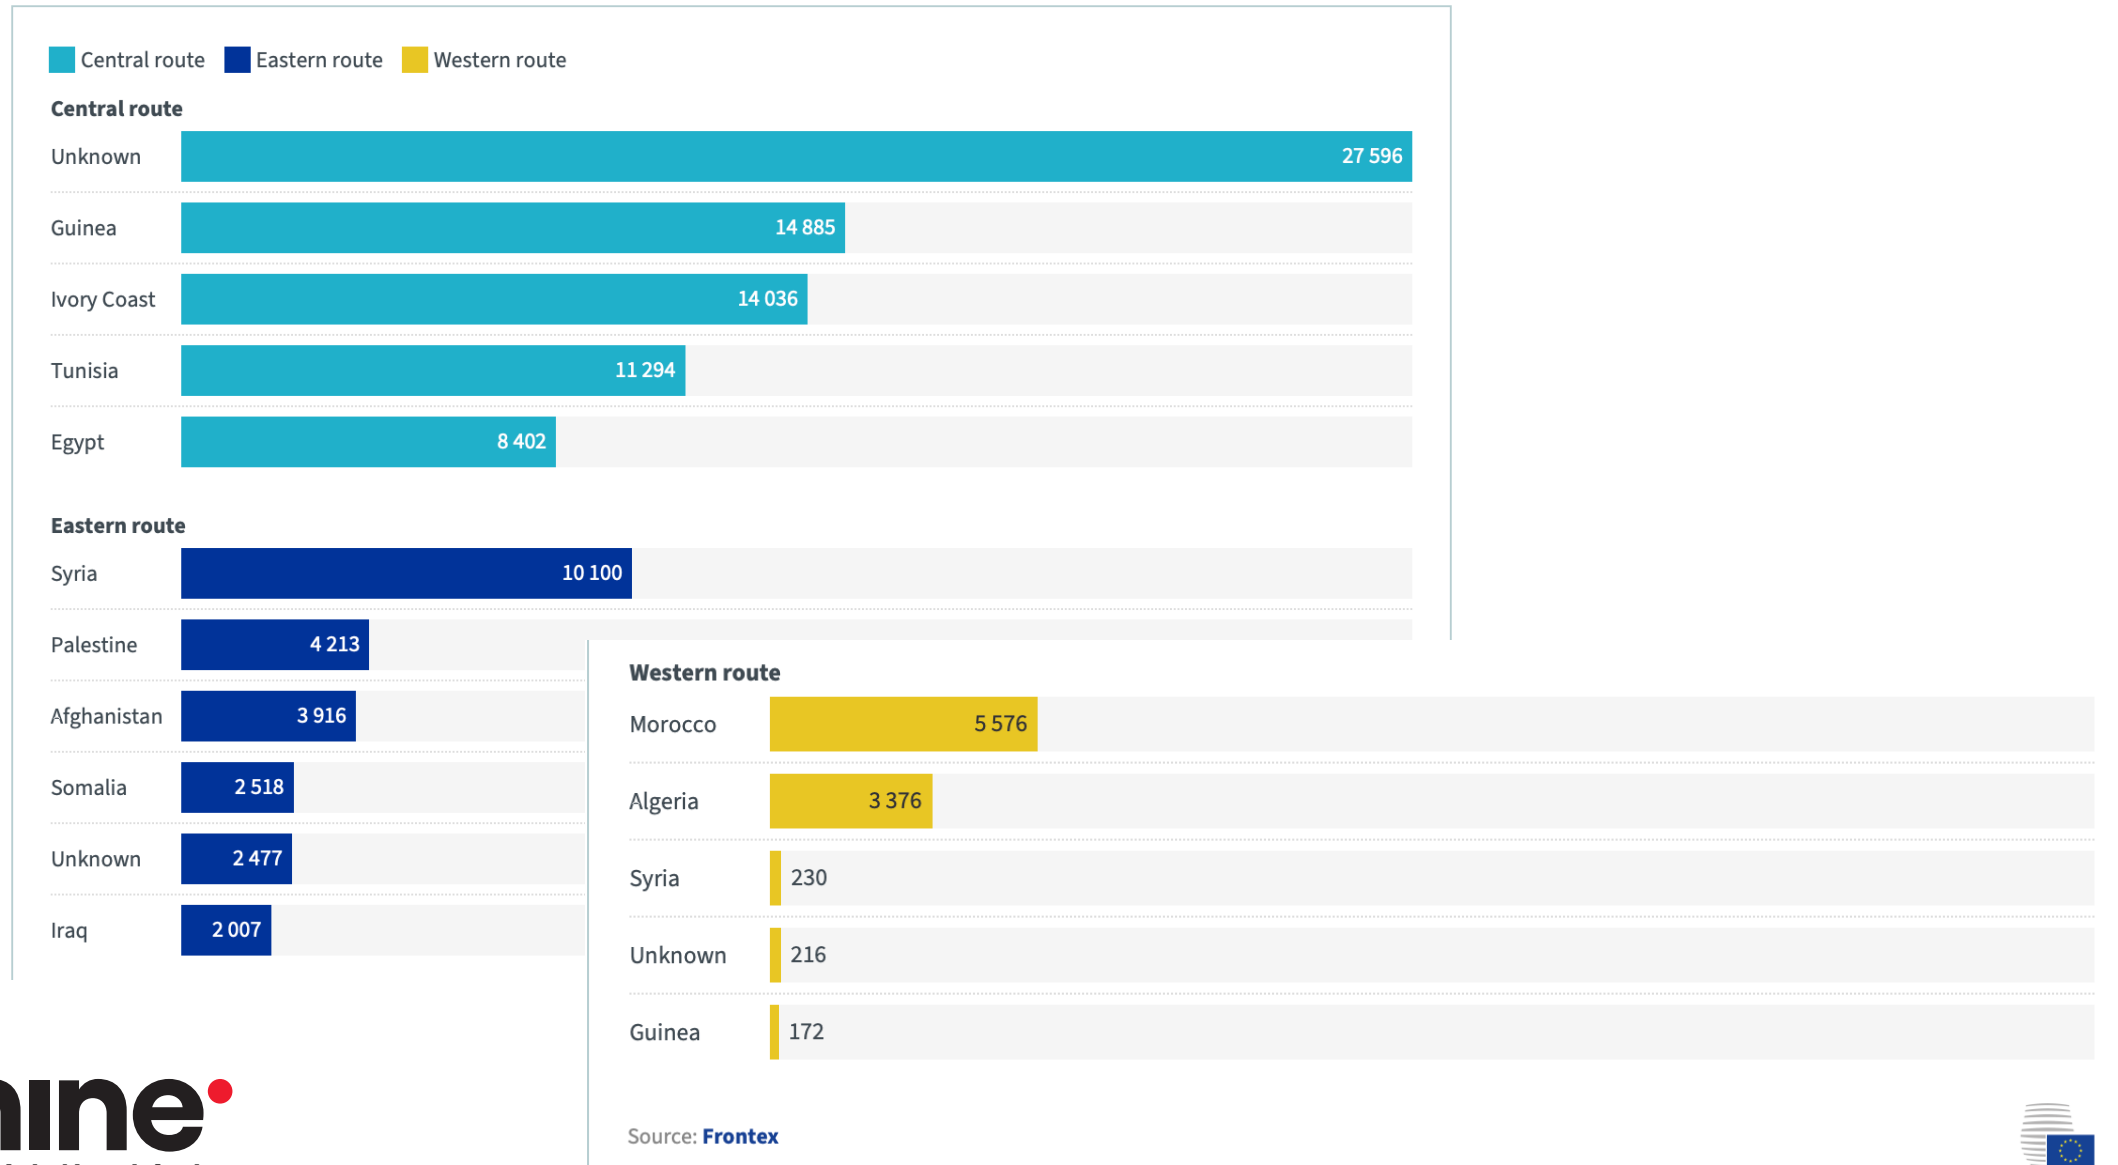 Central route Eastern route Western route
Central route
Unknown 27 596
Guinea 14 885
Ivory Coast 14 036
Tunisia 11 294
Egypt 8 402
Eastern route
Syria 10 100
Palestine 4 213
Afghanistan 3 916
Somalia 2 518
Unknown 2 477
Iraq 2 007
Western route
Morocco 5 576
Algeria 3 376
Syria 230
Unknown 216
Guinea 172
Source: Frontex